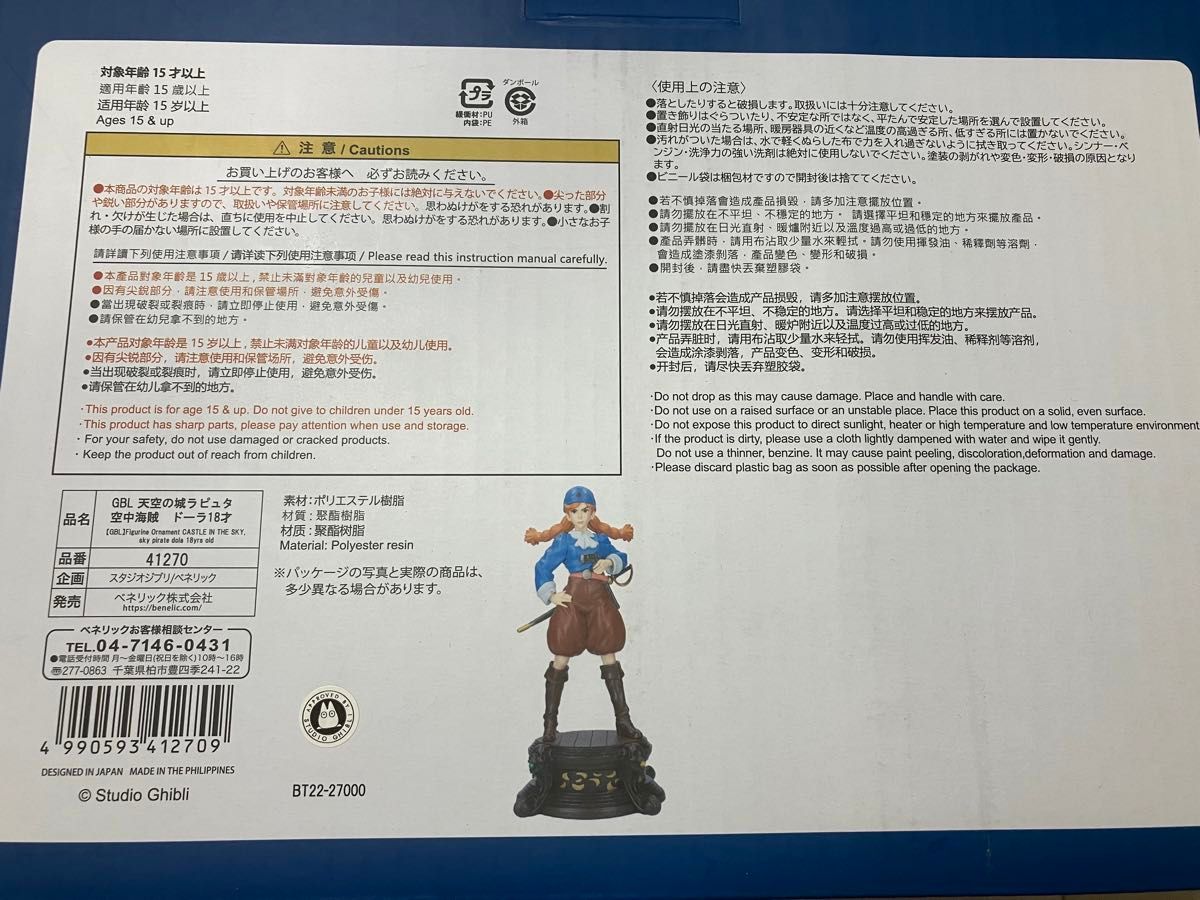 対象年齢 15 才以上
適用年齢 15 歳以上
适用年龄 15 岁以上
Ages 15 & up
プラ
緩衝材:PU
内袋:PE
ダンボール
外箱
⚠ 注 意 / Cautions
お買い上げのお客様へ 必ずお読みください。
●本商品の対象年齢は 15 才以上です。対象年齢未満のお子様には絶対に与えないでください。●尖った部分
や鋭い部分がありますので、取扱いや保管場所に注意してください。思わぬけがをする恐れがあります。●割
れ・欠けが生じた場合は、直ちに使用を中止してください。思わぬけがをする恐れがあります。●小さなお子
様の手の届かない場所に設置してください。
請詳讀下列使用注意事項 / 请详读下列使用注意事项 / Please read this instruction manual carefully.
●本產品對象年齡是 15 歲以上, 禁止未滿對象年齡的兒童以及幼兒使用。
●因有尖銳部分，請注意使用和保管場所，避免意外受傷。
●當出現破裂或裂痕時，請立即停止使用，避免意外受傷。
●請保管在幼兒拿不到的地方。
●本产品对象年龄是 15 岁以上, 禁止未满对象年龄的儿童以及幼儿使用。
●因有尖锐部分，请注意使用和保管场所，避免意外受伤。
●当出现破裂或裂痕时，请立即停止使用，避免意外受伤。
●请保管在幼儿拿不到的地方。
·This product is for age 15 & up. Do not give to children under 15 years old.
·This product has sharp parts, please pay attention when use and storage.
· For your safety, do not use damaged or cracked products.
· Keep the product out of reach from children.
〈使用上の注意〉
●落としたりすると破損します。取扱いには十分注意してください。
●置き飾りはぐらついたり、不安定な所ではなく、平たんで安定した場所を選んで設置してください。
●直射日光の当たる場所、暖房器具の近くなど温度の高過ぎる所、低すぎる所には置かないでください。
●汚れがついた場合は、水で軽くぬらした布で力を入れ過ぎないように拭き取ってください。シンナー・ベ
ンジン・洗浄力の強い洗剤は絶対に使用しないでください。塗装の剥がれや変色・変形・破損の原因となり
ます。
●ビニール袋は梱包材ですので開封後は捨ててください。
●若不慎掉落會造成產品損毀，請多加注意擺放位置。
●請勿擺放在不平坦、不穩定的地方。 請選擇平坦和穩定的地方來擺放產品。
●請勿擺放在日光直射、暖爐附近以及溫度過高或過低的地方。
●產品弄髒時，請用布沾取少量水來輕拭。請勿使用揮發油、稀釋劑等溶劑，
會造成塗漆剝落，產品變色、變形和破損。
●開封後，請盡快丟棄塑膠袋。
●若不慎掉落会造成产品损毁，请多加注意摆放位置。
●请勿摆放在不平坦、不稳定的地方。请选择平坦和稳定的地方来摆放产品。
●请勿摆放在日光直射、暖炉附近以及温度过高或过低的地方。
●产品弄脏时，请用布沾取少量水来轻拭。请勿使用挥发油、稀释剂等溶剂，
会造成涂漆剥落，产品变色、变形和破损。
●开封后，请尽快丢弃塑胶袋。
·Do not drop as this may cause damage. Place and handle with care.
·Do not use on a raised surface or an unstable place. Place this product on a solid, even surface.
·Do not expose this product to direct sunlight, heater or high temperature and low temperature environment
·If the product is dirty, please use a cloth lightly dampened with water and wipe it gently.
Do not use a thinner, benzine. It may cause paint peeling, discoloration,deformation and damage.
·Please discard plastic bag as soon as possible after opening the package.
品名
GBL 天空の城ラピュタ
空中海賊 ドーラ18才
【GBL】Figurine Ornament CASTLE IN THE SKY,
sky pirate dola 18yrs old
品番 41270
企画 スタジオジブリ/ベネリック
発売 ベネリック株式会社
https://benelic.com/
素材:ポリエステル樹脂
材質：聚酯樹脂
材质：聚酯树脂
Material: Polyester resin
※パッケージの写真と実際の商品は、
多少異なる場合があります。
ベネリックお客様相談センター
TEL.04-7146-0431
●電話受付時間 月～金曜日(祝日を除く)10時～16時
〒277-0863 千葉県柏市豊四季241-22
4 990593 412709
DESIGNED IN JAPAN MADE IN THE PHILIPPINES
© Studio Ghibli
APPROVED BY STUDIO GHIBLI
BT22-27000